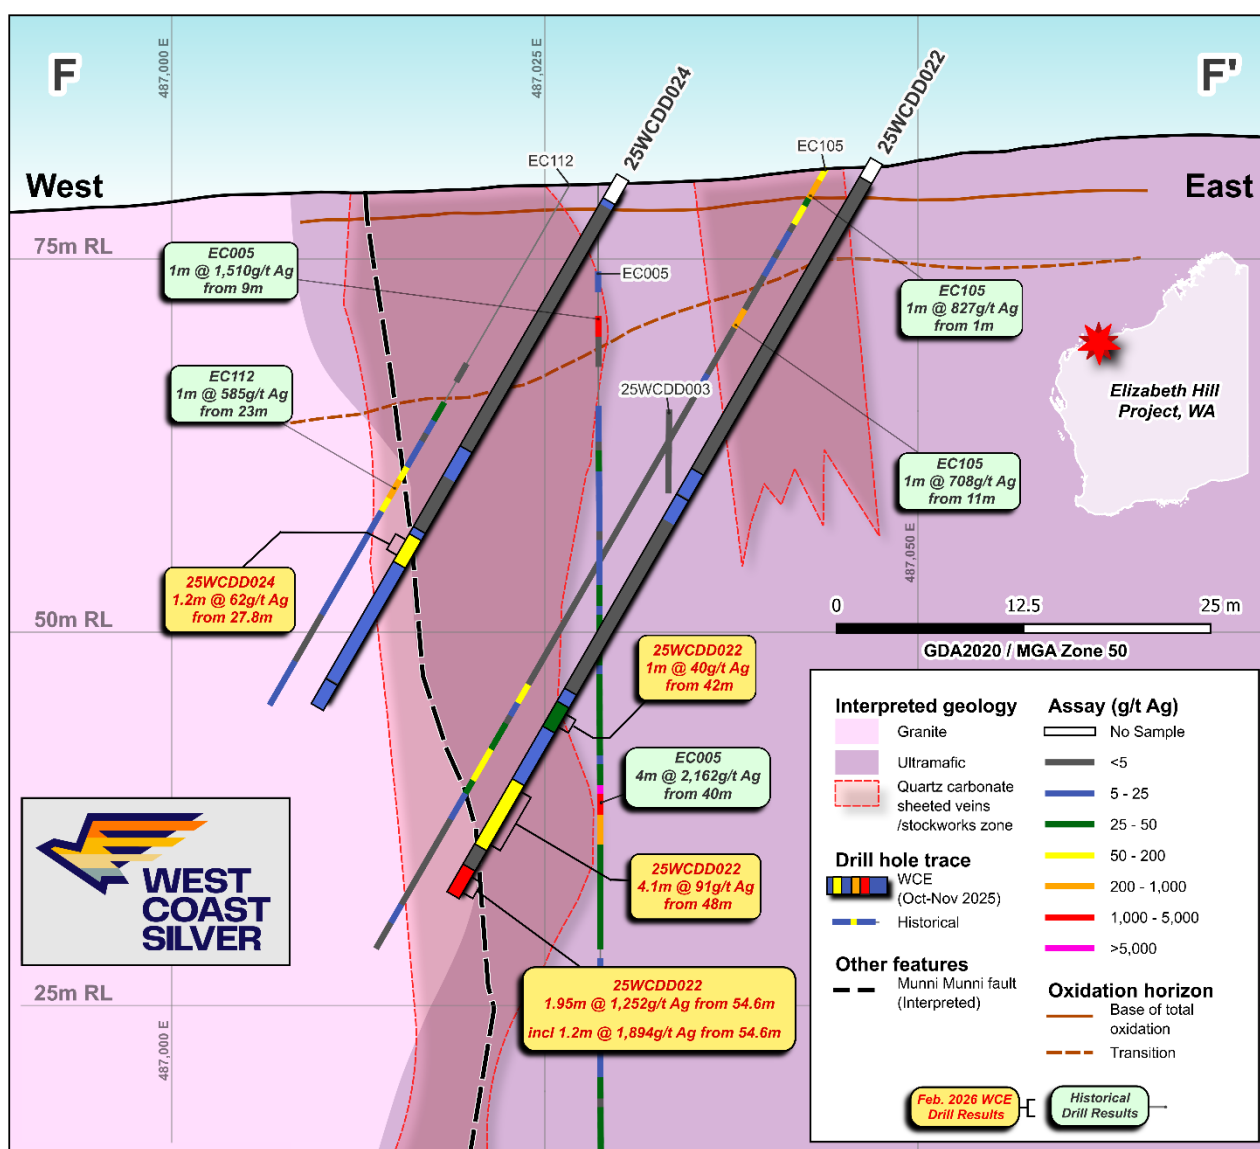 F
F'
487,000 E
487,025 E
25WCDD024
25WCDD022
EC112
EC105
West
East
75m RL
EC005
1m @ 1,510g/t Ag
from 9m
EC005
EC105
1m @ 827g/t Ag
from 1m
Elizabeth Hill
Project, WA
EC112
1m @ 585g/t Ag
from 23m
25WCDD003
EC105
1m @ 708g/t Ag
from 11m
487,050 E
25WCDD024
1.2m @ 62g/t Ag
from 27.8m
50m RL
0 12.5 25 m
GDA2020 / MGA Zone 50
25WCDD022
1m @ 40g/t Ag
from 42m
EC005
4m @ 2,162g/t Ag
from 40m
25WCDD022
4.1m @ 91g/t Ag
from 48m
25WCDD022
1.95m @ 1,252g/t Ag from 54.6m
incl 1.2m @ 1,894g/t Ag from 54.6m
WEST
COAST
SILVER
25m RL
487,000 E
Interpreted geology
Granite
Ultramafic
Quartz carbonate
sheeted veins
/stockworks zone
Drill hole trace
WCE
(Oct-Nov 2025)
Historical
Other features
Munni Munni fault
(Interpreted)
Assay (g/t Ag)
No Sample
<5
5 - 25
25 - 50
50 - 200
200 - 1,000
1,000 - 5,000
>5,000
Oxidation horizon
Base of total
oxidation
Transition
Feb. 2026 WCE
Drill Results
Historical
Drill Results